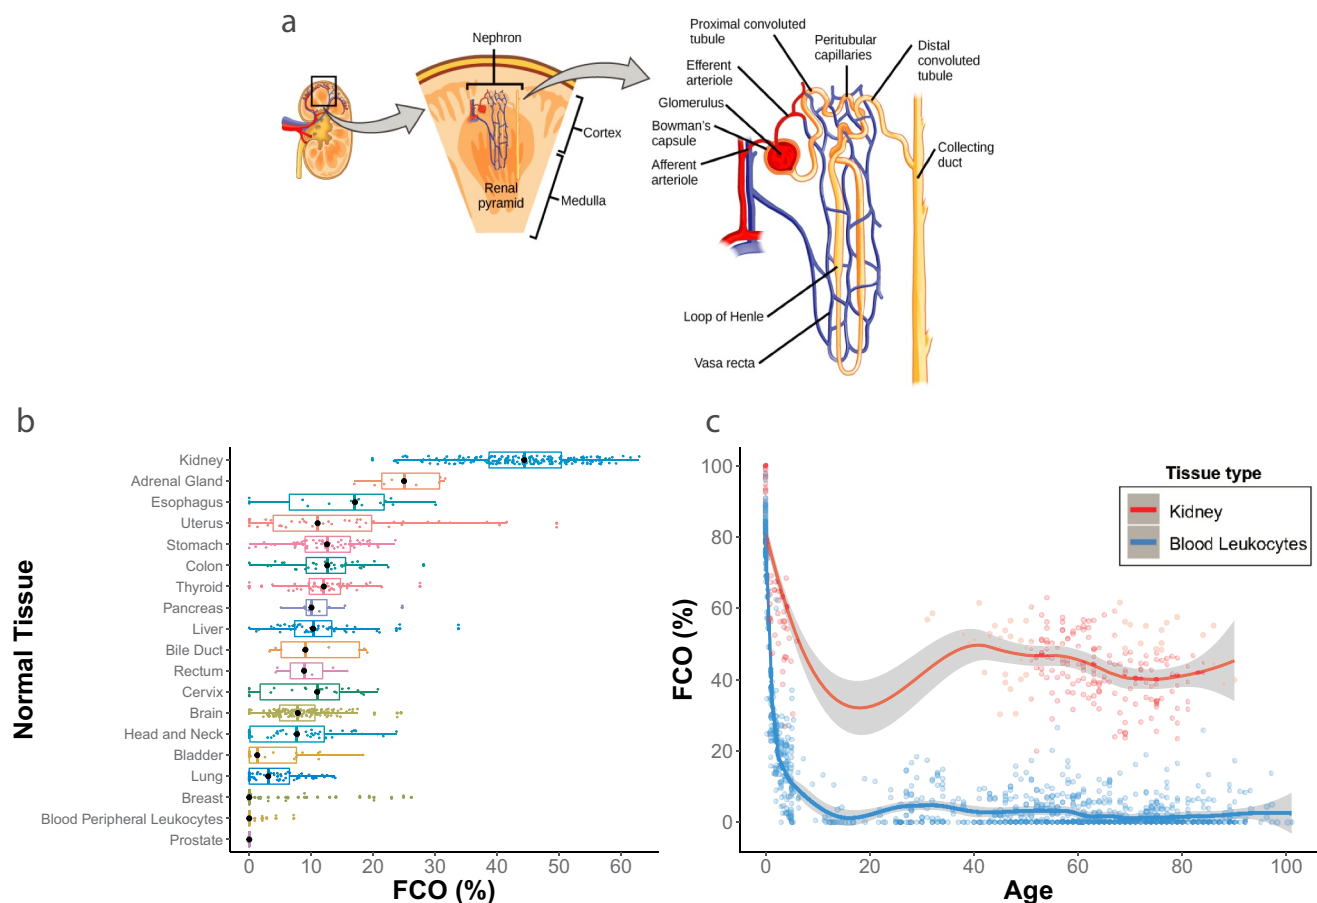 a
Nephron
Cortex
Medulla
Renal
pyramid
Proximal convoluted
tubule
Peritubular
capillaries
Distal
convoluted
tubule
Efferent
arteriole
Glomerulus
Bowman's
capsule
Afferent
arteriole
Collecting
duct
Loop of Henle
Vasa recta
b
Normal Tissue
Kidney
Adrenal Gland
Esophagus
Uterus
Stomach
Colon
Thyroid
Pancreas
Liver
Bile Duct
Rectum
Cervix
Brain
Head and Neck
Bladder
Lung
Breast
Blood Peripheral Leukocytes
Prostate
0 10 20 30 40 50 60
FCO (%)
c
FCO (%)
100
80
60
40
20
0
0 20 40 60 80 100
Age
Tissue type
Kidney
Blood Leukocytes